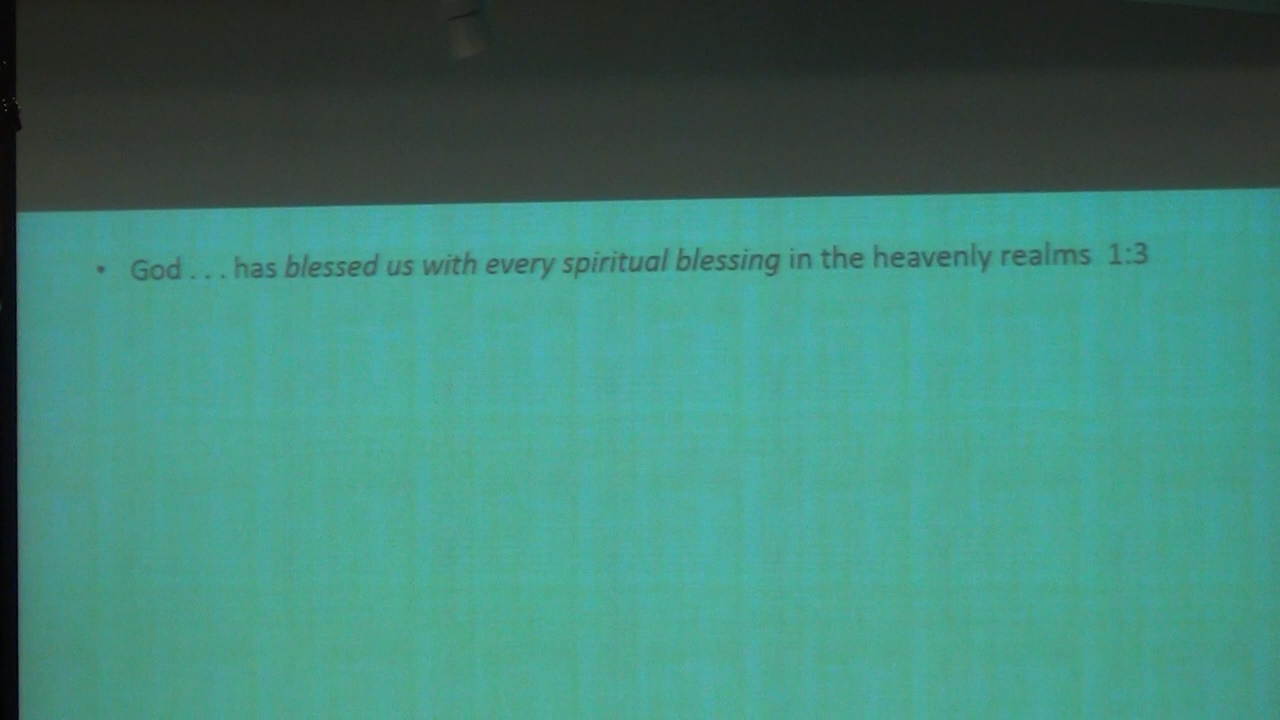 • God . . . has blessed us with every spiritual blessing in the heavenly realms 1:3